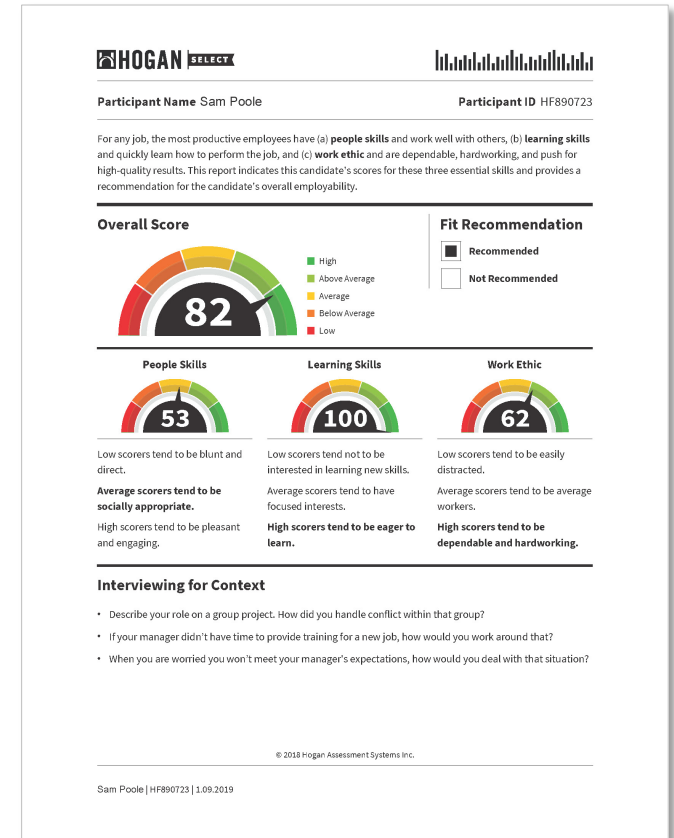 HOGAN SELECT
Participant Name Sam Poole
Participant ID HF890723
For any job, the most productive employees have (a) people skills and work well with others, (b) learning skills
and quickly learn how to perform the job, and (c) work ethic and are dependable, hardworking, and push for
high-quality results. This report indicates this candidate's scores for these three essential skills and provides a
recommendation for the candidate's overall employability.
Overall Score
82
High
Above Average
Average
Below Average
Low
Fit Recommendation
Recommended
Not Recommended
People Skills
53
Low scorers tend to be blunt and
direct.
Average scorers tend to be
socially appropriate.
High scorers tend to be pleasant
and engaging.
Learning Skills
100
Low scorers tend not to be
interested in learning new skills.
Average scorers tend to have
focused interests.
High scorers tend to be eager to
learn.
Work Ethic
62
Low scorers tend to be easily
distracted.
Average scorers tend to be average
workers.
High scorers tend to be
dependable and hardworking.
Interviewing for Context
• Describe your role on a group project. How did you handle conflict within that group?
• If your manager didn't have time to provide training for a new job, how would you work around that?
• When you are worried you won't meet your manager's expectations, how would you deal with that situation?
© 2018 Hogan Assessment Systems Inc.
Sam Poole | HF890723 | 1.09.2019